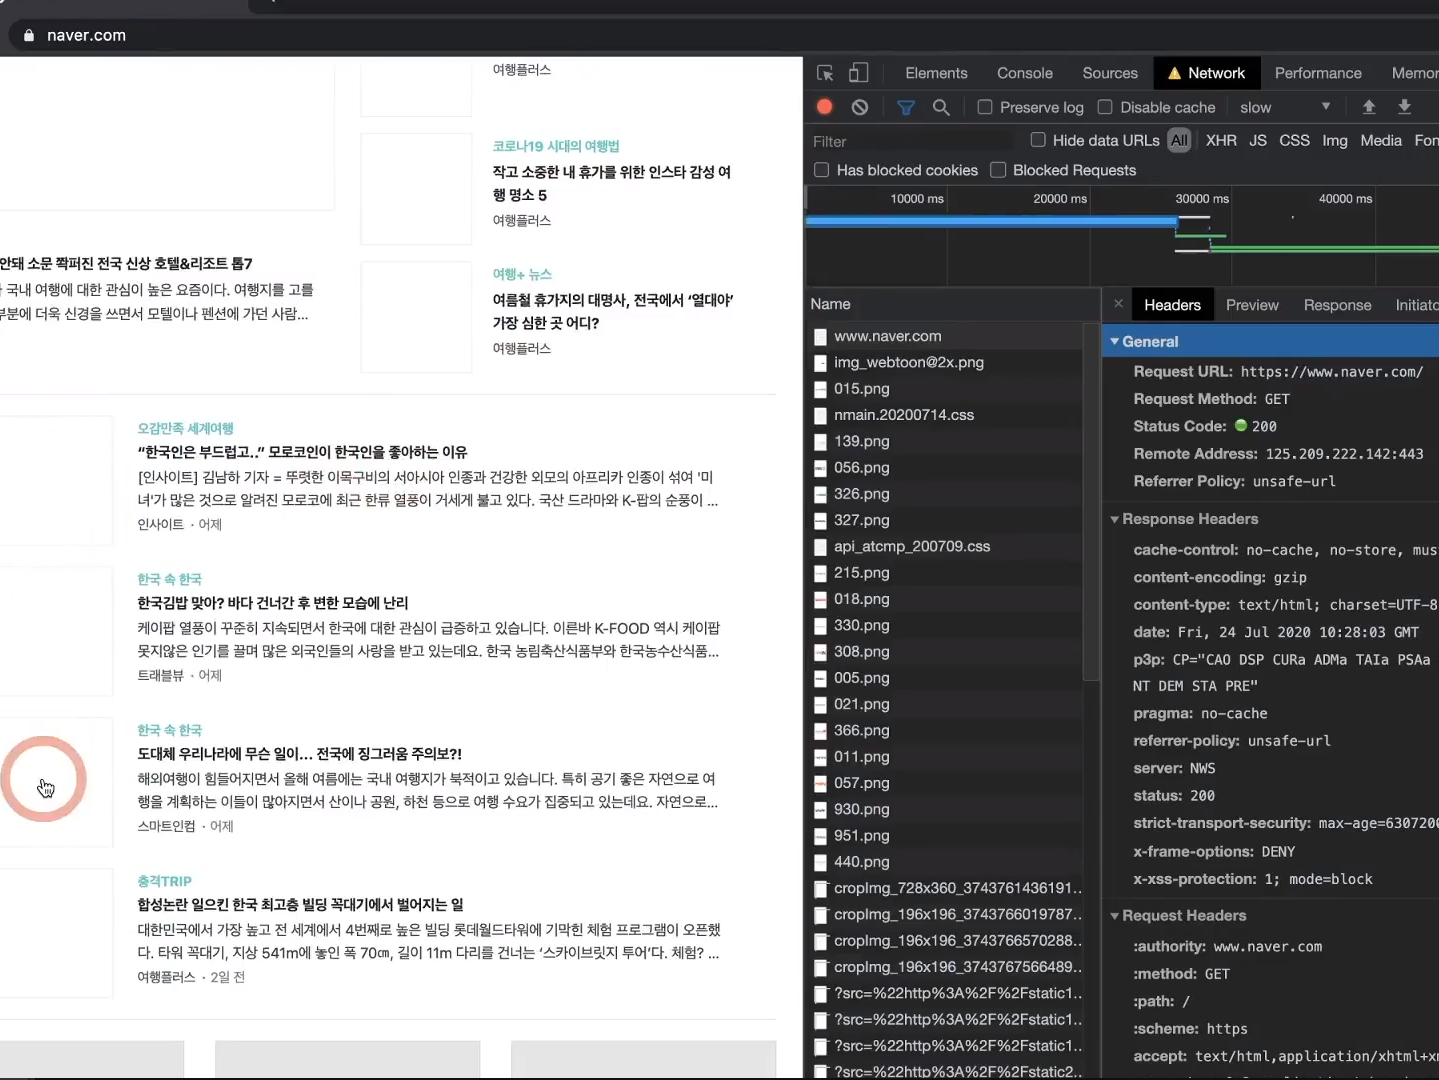 naver.com
여행플러스
코로나19 시대의 여행법
작고 소중한 내 휴가를 위한 인스타 감성 여
행 명소 5
여행플러스
안돼 소문 쫙퍼진 전국 신상 호텔&리조트 톱7
국내 여행에 대한 관심이 높은 요즘이다. 여행지를 고를
부분에 더욱 신경을 쓰면서 모텔이나 펜션에 가던 사람...
여행+ 뉴스
여름철 휴가지의 대명사, 전국에서 ‘열대야’
가장 심한 곳 어디?
여행플러스
오감만족 세계여행
“한국인은 부드럽고..” 모로코인이 한국인을 좋아하는 이유
[인사이트] 김남하 기자 = 뚜렷한 이목구비의 서아시아 인종과 건강한 외모의 아프리카 인종이 섞여 '미
녀'가 많은 것으로 알려진 모로코에 최근 한류 열풍이 거세게 불고 있다. 국산 드라마와 K-팝의 순풍이 ...
인사이트 · 어제
한국 속 한국
한국김밥 맞아? 바다 건너간 후 변한 모습에 난리
케이팝 열풍이 꾸준히 지속되면서 한국에 대한 관심이 급증하고 있습니다. 이른바 K-FOOD 역시 케이팝
못지않은 인기를 끌며 많은 외국인들의 사랑을 받고 있는데요. 한국 농림축산식품부와 한국농수산식품...
트래블뷰 · 어제
한국 속 한국
도대체 우리나라에 무슨 일이... 전국에 징그러움 주의보?!
해외여행이 힘들어지면서 올해 여름에는 국내 여행지가 북적이고 있습니다. 특히 공기 좋은 자연으로 여
행을 계획하는 이들이 많아지면서 산이나 공원, 하천 등으로 여행 수요가 집중되고 있는데요. 자연으로...
스마트인컴 · 어제
충격TRIP
합성논란 일으킨 한국 최고층 빌딩 꼭대기에서 벌어지는 일
대한민국에서 가장 높고 전 세계에서 4번째로 높은 빌딩 롯데월드타워에 기막힌 체험 프로그램이 오픈했
다. 타워 꼭대기, 지상 541m에 놓인 폭 70㎝, 길이 11m 다리를 건너는 ‘스카이브릿지 투어’다. 체험? ...
여행플러스 · 2일 전
Elements Console Sources Network Performance Memor
Preserve log Disable cache slow
Filter Hide data URLs All XHR JS CSS Img Media Fon
Has blocked cookies Blocked Requests
10000 ms 20000 ms 30000 ms 40000 ms
Name
www.naver.com
img_webtoon@2x.png
015.png
nmain.20200714.css
139.png
056.png
326.png
327.png
api_atcmp_200709.css
215.png
018.png
330.png
308.png
005.png
021.png
366.png
011.png
057.png
930.png
951.png
440.png
cropImg_728x360_3743761436191..
cropImg_196x196_3743766019787..
cropImg_196x196_3743766570288..
cropImg_196x196_3743767566489..
?src=%22http%3A%2F%2Fstatic1..
?src=%22http%3A%2F%2Fstatic1..
?src=%22http%3A%2F%2Fstatic1..
?src=%22http%3A%2F%2Fstatic2..
× Headers Preview Response Initiato
General
Request URL: https://www.naver.com/
Request Method: GET
Status Code: 200
Remote Address: 125.209.222.142:443
Referrer Policy: unsafe-url
Response Headers
cache-control: no-cache, no-store, mus
content-encoding: gzip
content-type: text/html; charset=UTF-8
date: Fri, 24 Jul 2020 10:28:03 GMT
p3p: CP="CAO DSP CURa ADMa TAIa PSAa
NT DEM STA PRE"
pragma: no-cache
referrer-policy: unsafe-url
server: NWS
status: 200
strict-transport-security: max-age=6307200
x-frame-options: DENY
x-xss-protection: 1; mode=block
Request Headers
:authority: www.naver.com
:method: GET
:path: /
:scheme: https
accept: text/html,application/xhtml+xm